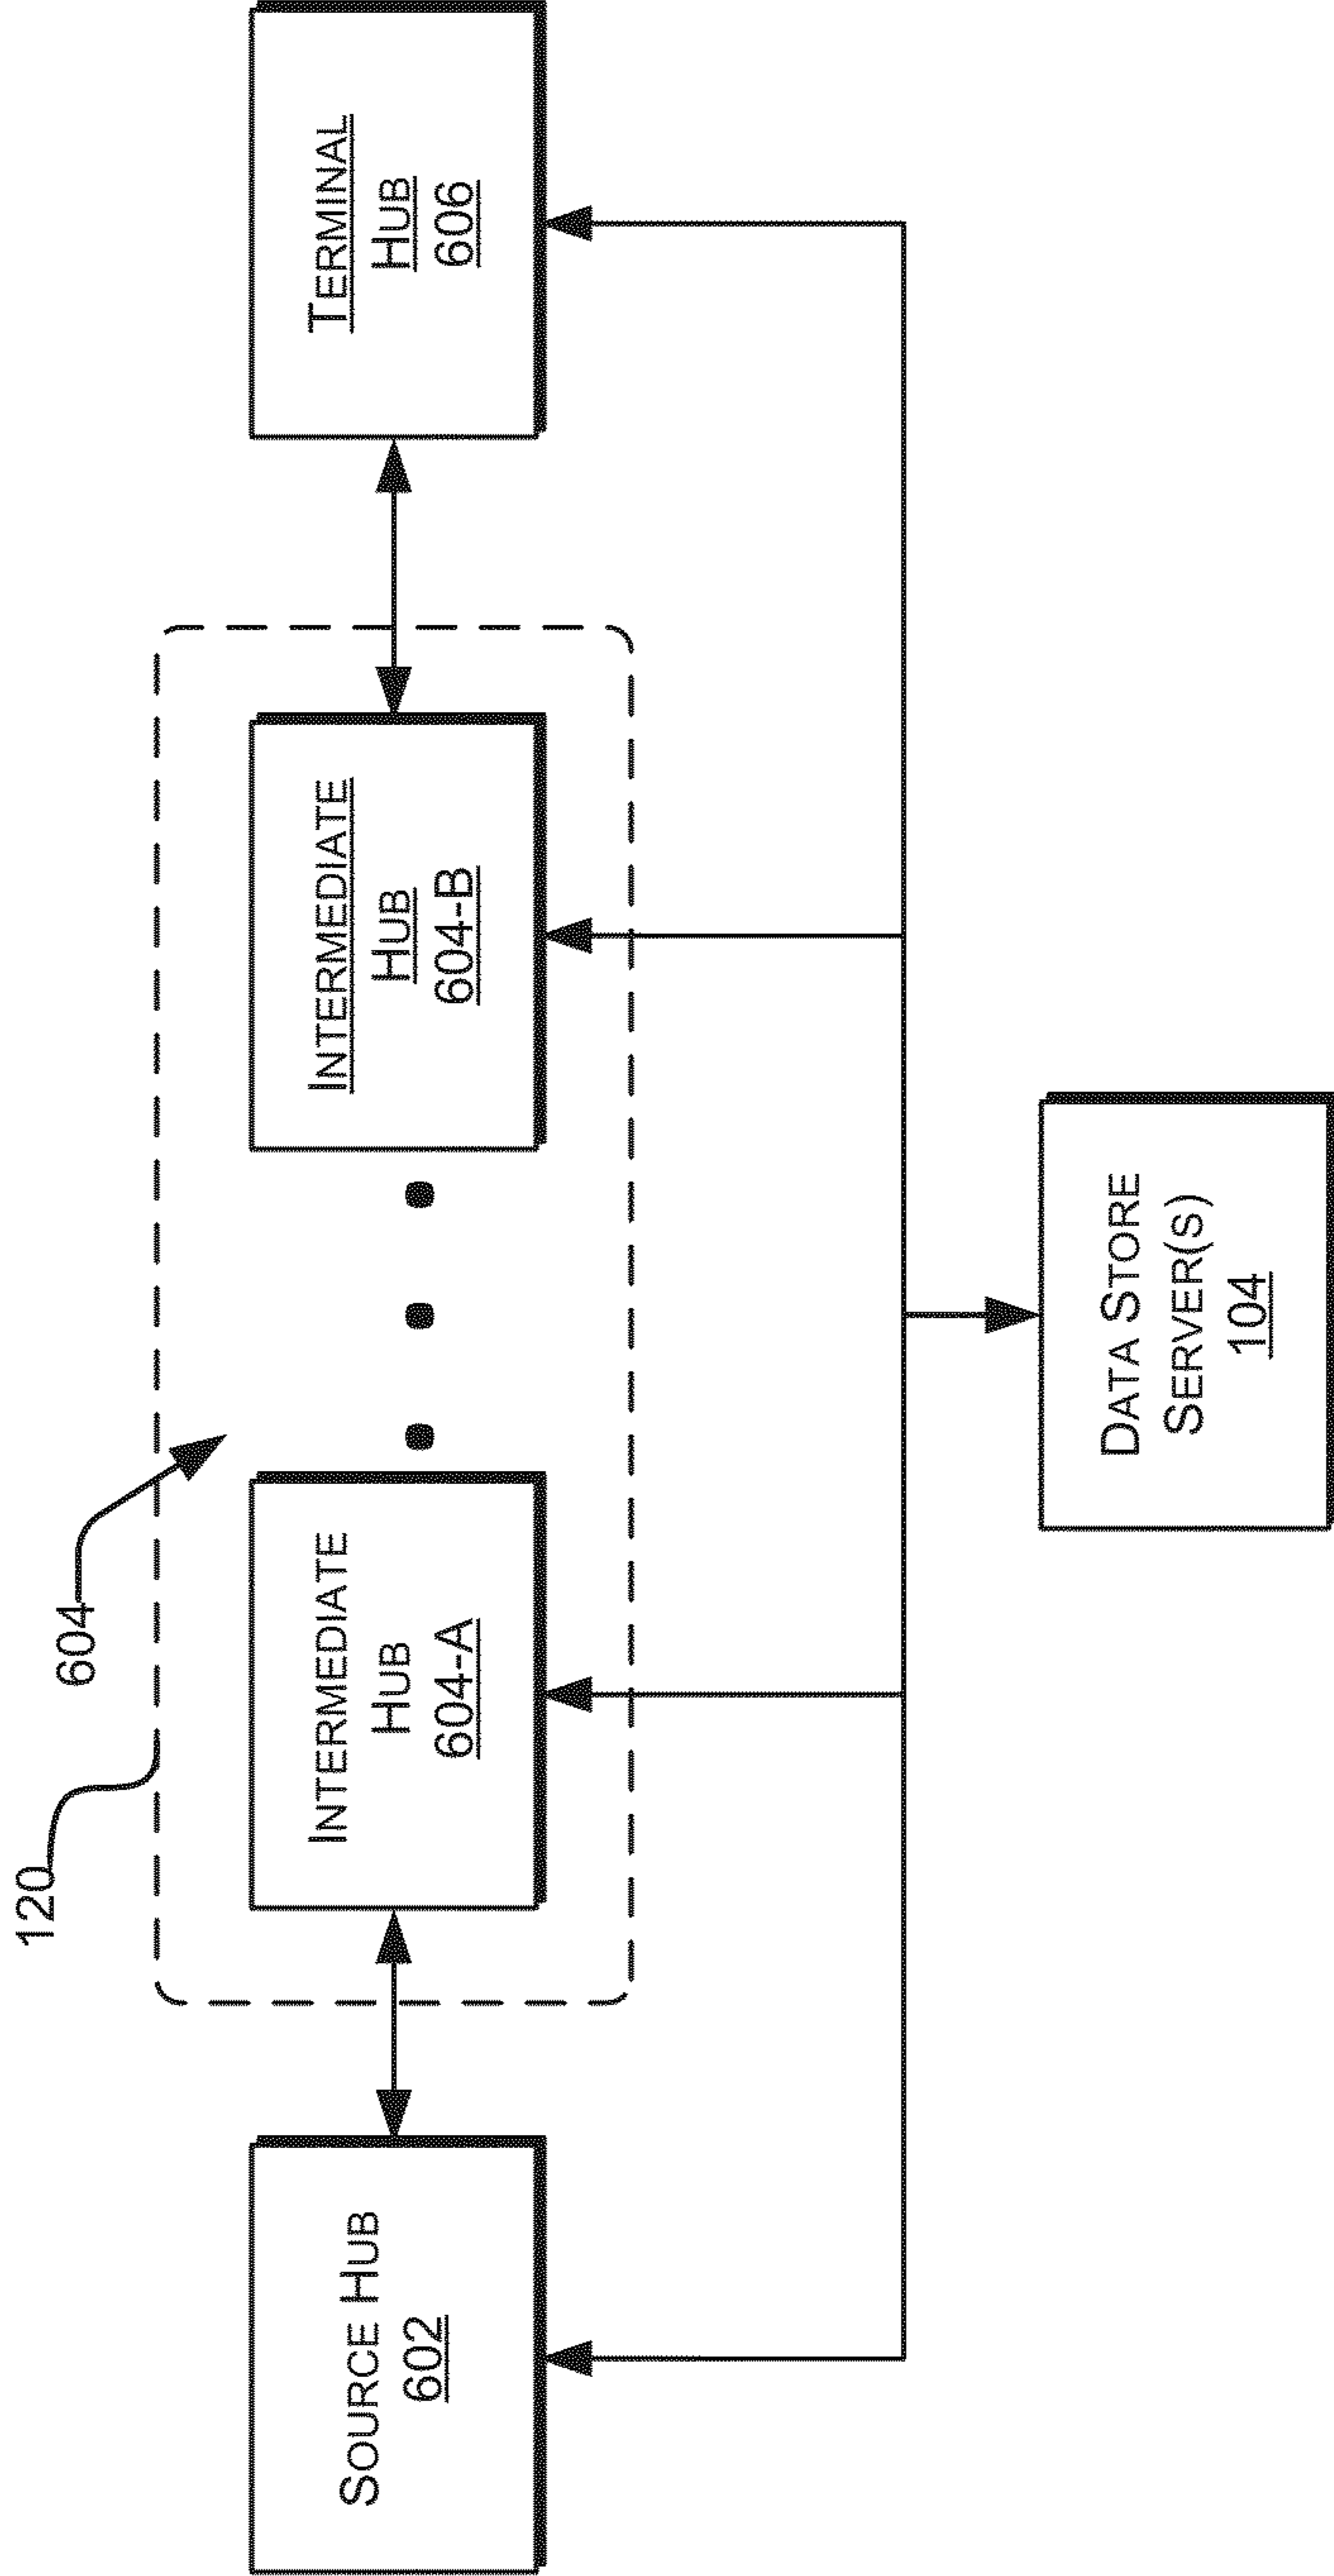 120
604
SOURCE HUB
602
INTERMEDIATE
HUB
604-A
INTERMEDIATE
HUB
604-B
TERMINAL
HUB
606
DATA STORE
SERVER(S)
104